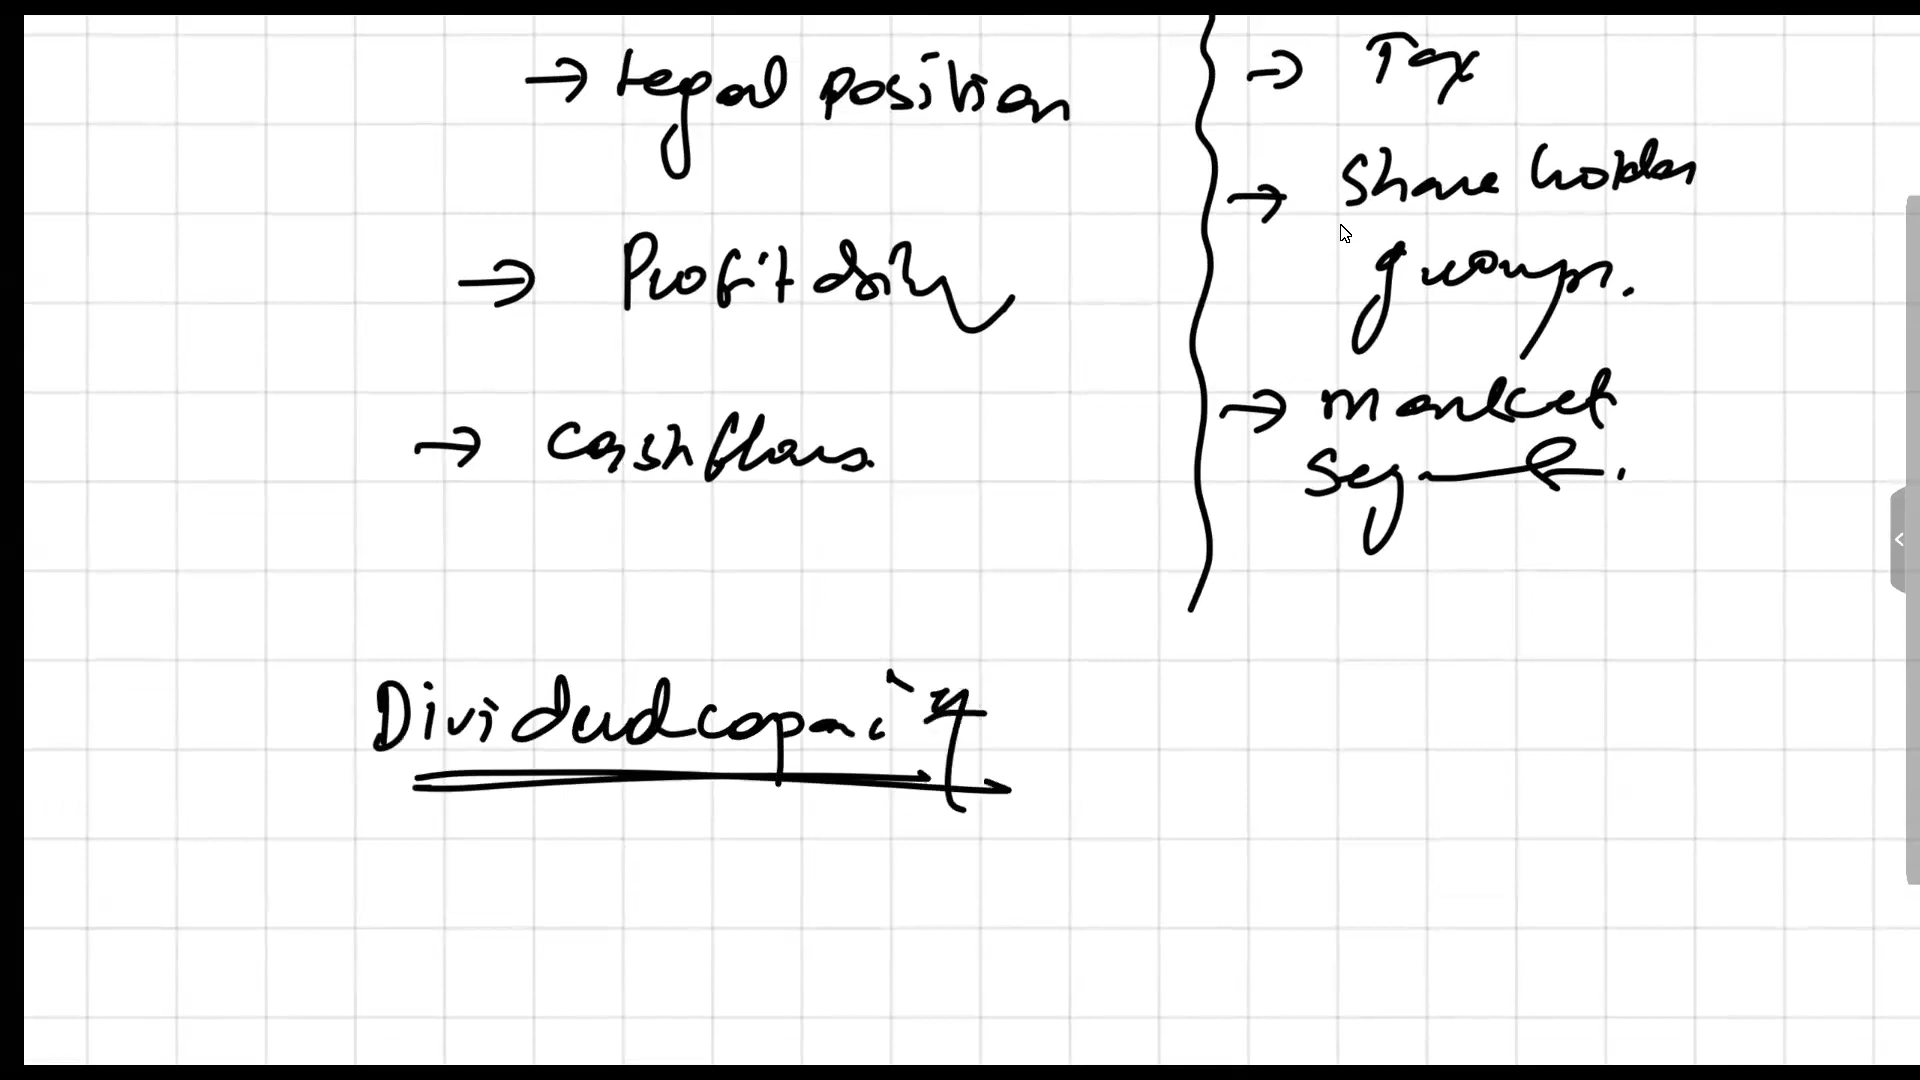 → Legal position
→ Profitability
→ Cashflows.
→ Tax
→ Share holder
groups.
→ market
segment.
Dividend capacity